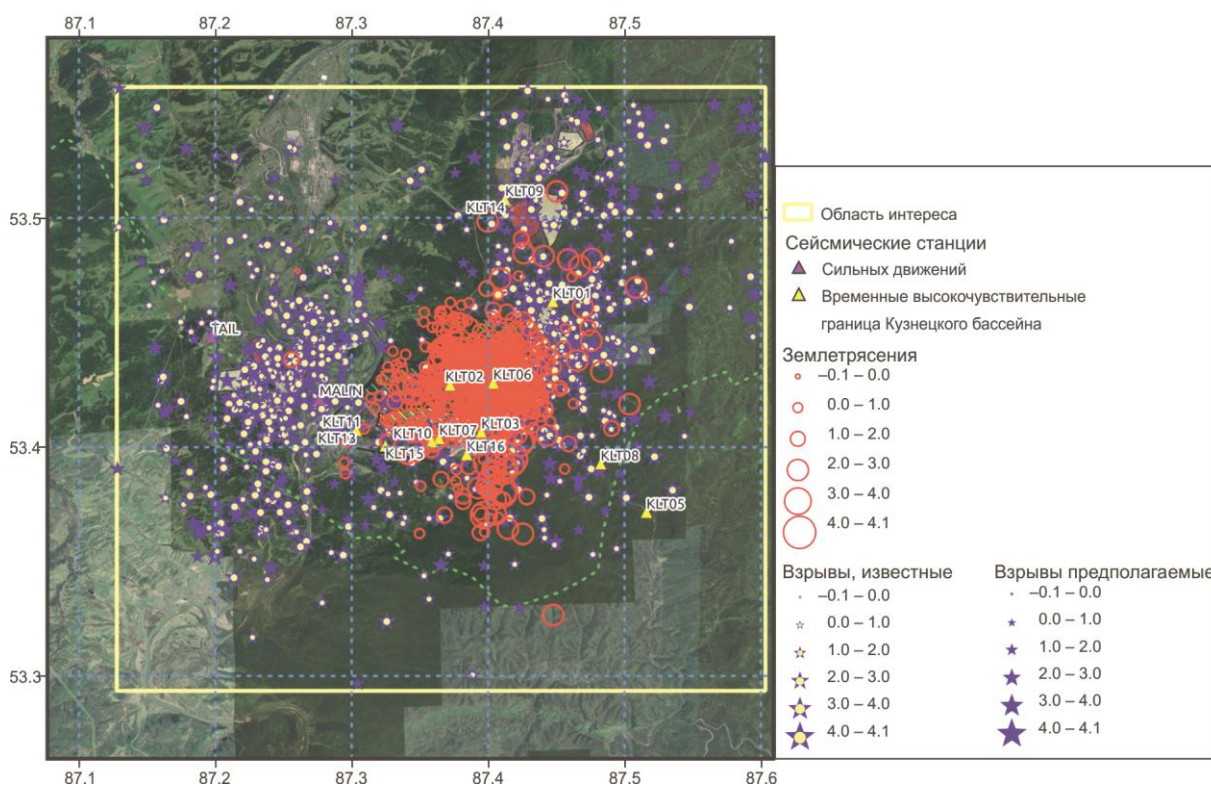 87.1 87.2 87.3 87.4 87.5
53.5
53.4
53.3
KLT09
KLT14
KLT01
TAIL
KLT02 KLT06
MALIN
KLT11
KLT13
KLT10 KLT07 KLT03
KLT15 KLT16
KLT08
KLT05
87.1 87.2 87.3 87.4 87.5 87.6
Область интереса
Сейсмические станции
Сильных движений
Временные высокочувствительные
граница Кузнецкого бассейна
Землетрясения
–0.1 – 0.0
0.0 – 1.0
1.0 – 2.0
2.0 – 3.0
3.0 – 4.0
4.0 – 4.1
Взрывы, известные
–0.1 – 0.0
0.0 – 1.0
1.0 – 2.0
2.0 – 3.0
3.0 – 4.0
4.0 – 4.1
Взрывы предполагаемые
–0.1 – 0.0
0.0 – 1.0
1.0 – 2.0
2.0 – 3.0
3.0 – 4.0
4.0 – 4.1